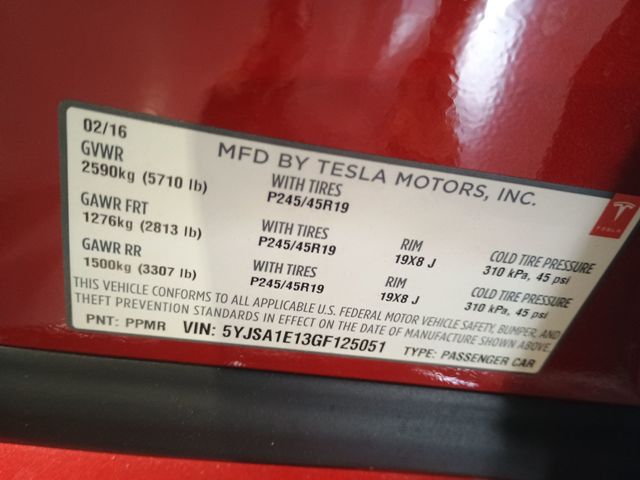 02/16
MFD BY TESLA MOTORS, INC.
GVWR
2590kg (5710 lb)
WITH TIRES
P245/45R19
GAWR FRT
1276kg (2813 lb)
WITH TIRES
P245/45R19
RIM
19X8 J
COLD TIRE PRESSURE
310 kPa, 45 psi
GAWR RR
1500kg (3307 lb)
WITH TIRES
P245/45R19
RIM
19X8 J
COLD TIRE PRESSURE
310 kPa, 45 psi
THIS VEHICLE CONFORMS TO ALL APPLICABLE U.S. FEDERAL MOTOR VEHICLE SAFETY, BUMPER, AND
THEFT PREVENTION STANDARDS IN EFFECT ON THE DATE OF MANUFACTURE SHOWN ABOVE.
PNT: PPMR VIN: 5YJSA1E13GF125051 TYPE: PASSENGER CAR
TESLA